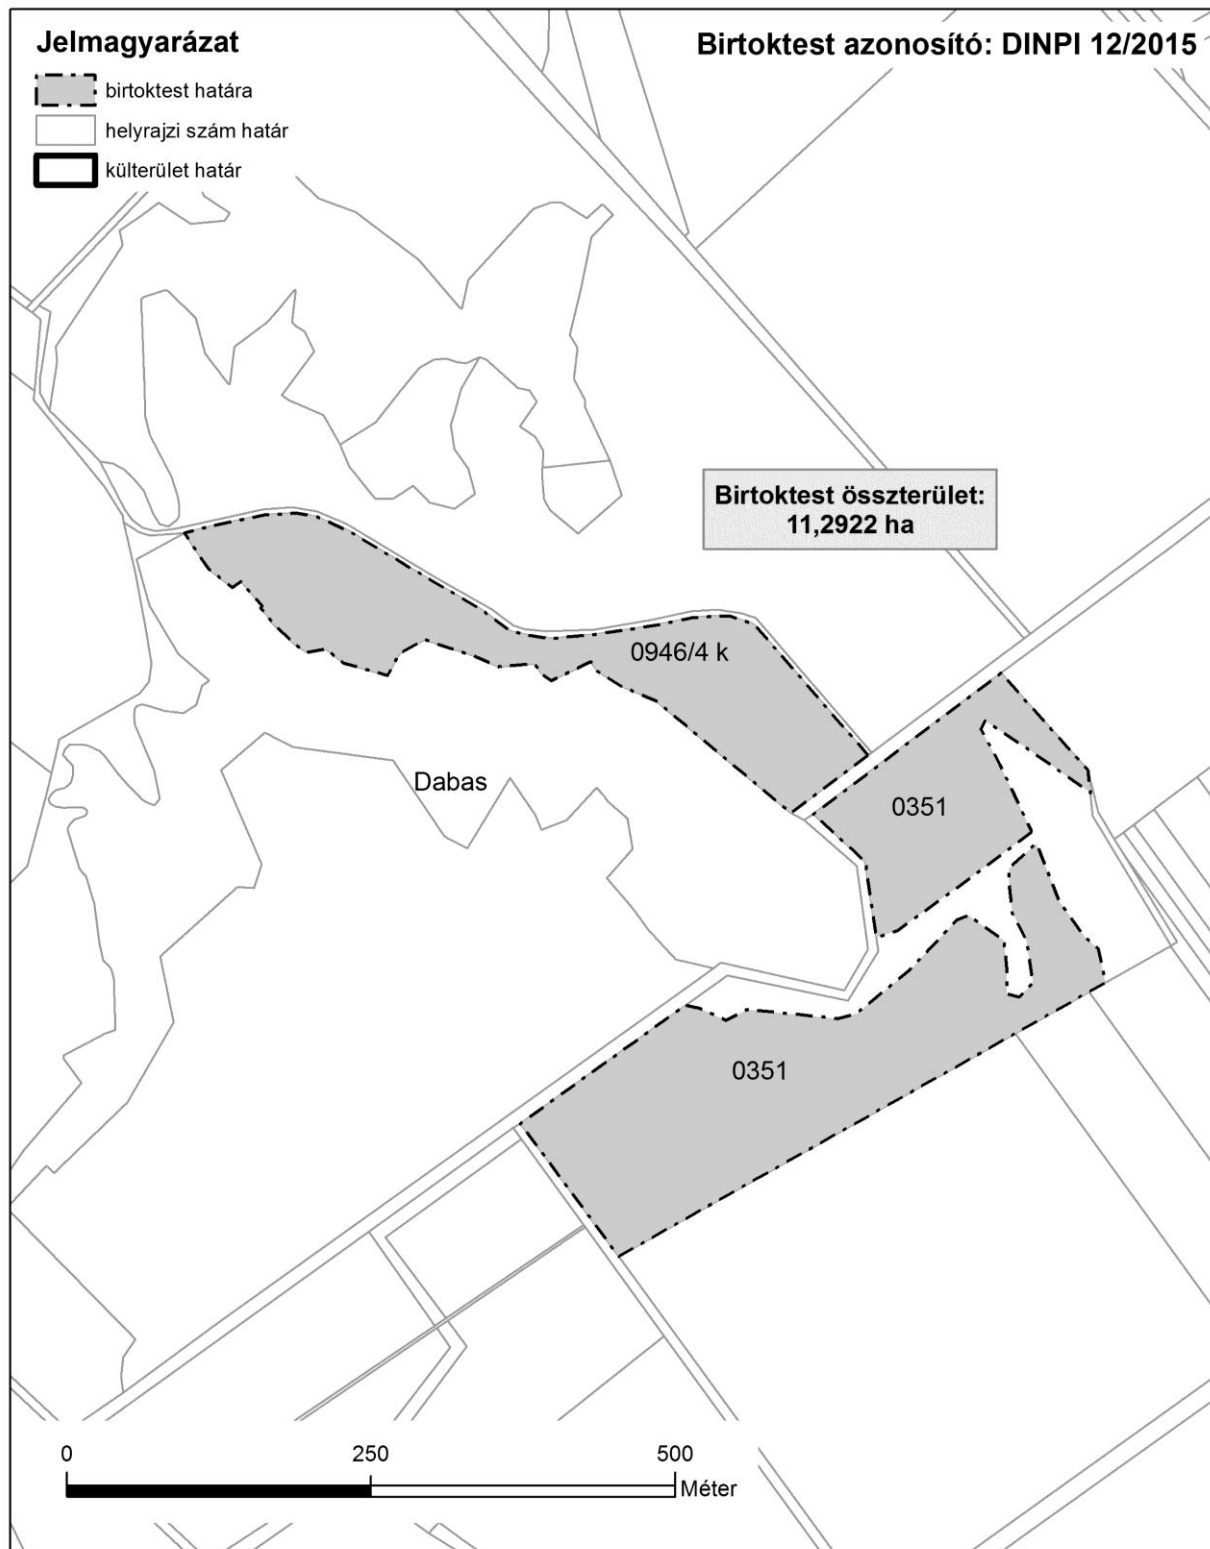 Jelmagyarázat
birtoktest határa
helyrajzi szám határ
külterület határ
Birtoktest azonosító: DINPI 12/2015
Birtoktest összterület:
11,2922 ha
0946/4 k
Dabas
0351
0351
0 250 500
Méter